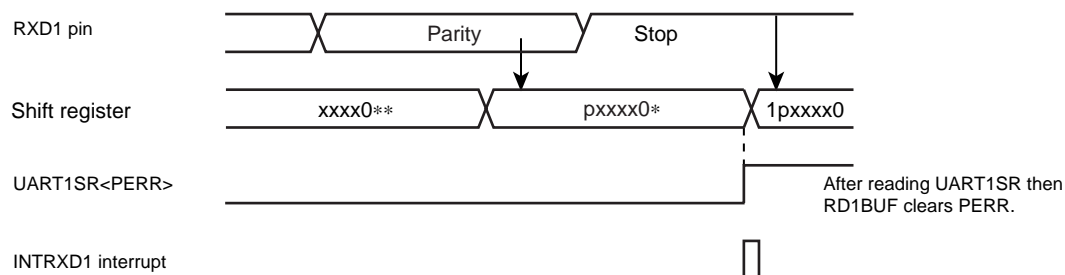 RXD1 pin
Parity
Stop
Shift register
xxxx0**
pxxxx0*
1pxxxx0
UART1SR<PERR>
After reading UART1SR then
RD1BUF clears PERR.
INTRXD1 interrupt